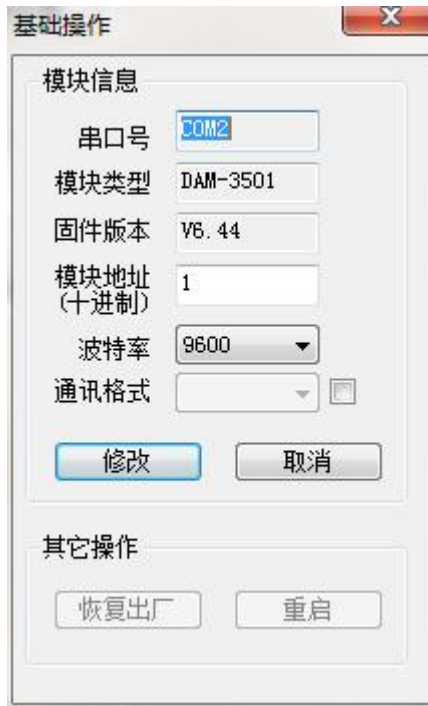 基础操作
模块信息
串口号 COM2
模块类型 DAM-3501
固件版本 V6.44
模块地址
(十进制) 1
波特率 9600
通讯格式
修改 取消
其它操作
恢复出厂 重启